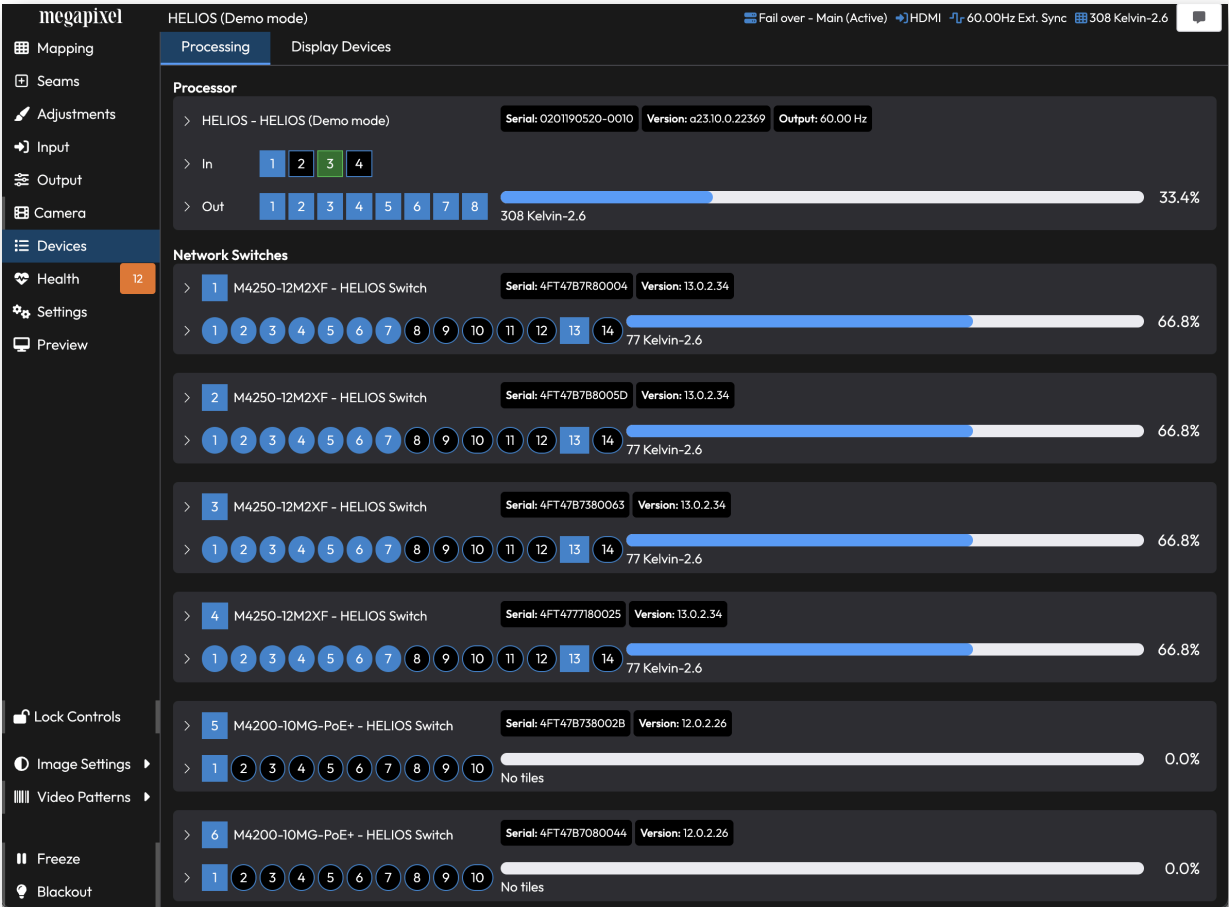 megapixel
HELIOS (Demo mode)
Fail over - Main (Active) HDMI 60.00Hz Ext. Sync 308 Kelvin-2.6
Mapping
Seams
Adjustments
Input
Output
Camera
Devices
Health 12
Settings
Preview
Lock Controls
Image Settings
Video Patterns
Freeze
Blackout
Processing Display Devices
Processor
HELIOS - HELIOS (Demo mode) Serial: 0201190520-0010 Version: a23.10.0.22369 Output: 60.00 Hz
In 1 2 3 4
Out 1 2 3 4 5 6 7 8 33.4%
308 Kelvin-2.6
Network Switches
1 M4250-12M2XF - HELIOS Switch Serial: 4FT47B7R80004 Version: 13.0.2.34
1 2 3 4 5 6 7 8 9 10 11 12 13 14 66.8%
77 Kelvin-2.6
2 M4250-12M2XF - HELIOS Switch Serial: 4FT47B7B8005D Version: 13.0.2.34
1 2 3 4 5 6 7 8 9 10 11 12 13 14 66.8%
77 Kelvin-2.6
3 M4250-12M2XF - HELIOS Switch Serial: 4FT47B7380063 Version: 13.0.2.34
1 2 3 4 5 6 7 8 9 10 11 12 13 14 66.8%
77 Kelvin-2.6
4 M4250-12M2XF - HELIOS Switch Serial: 4FT4777180025 Version: 13.0.2.34
1 2 3 4 5 6 7 8 9 10 11 12 13 14 66.8%
77 Kelvin-2.6
5 M4200-10MG-PoE+ - HELIOS Switch Serial: 4FT47B738002B Version: 12.0.2.26
1 2 3 4 5 6 7 8 9 10 0.0%
No tiles
6 M4200-10MG-PoE+ - HELIOS Switch Serial: 4FT47B7080044 Version: 12.0.2.26
1 2 3 4 5 6 7 8 9 10 0.0%
No tiles